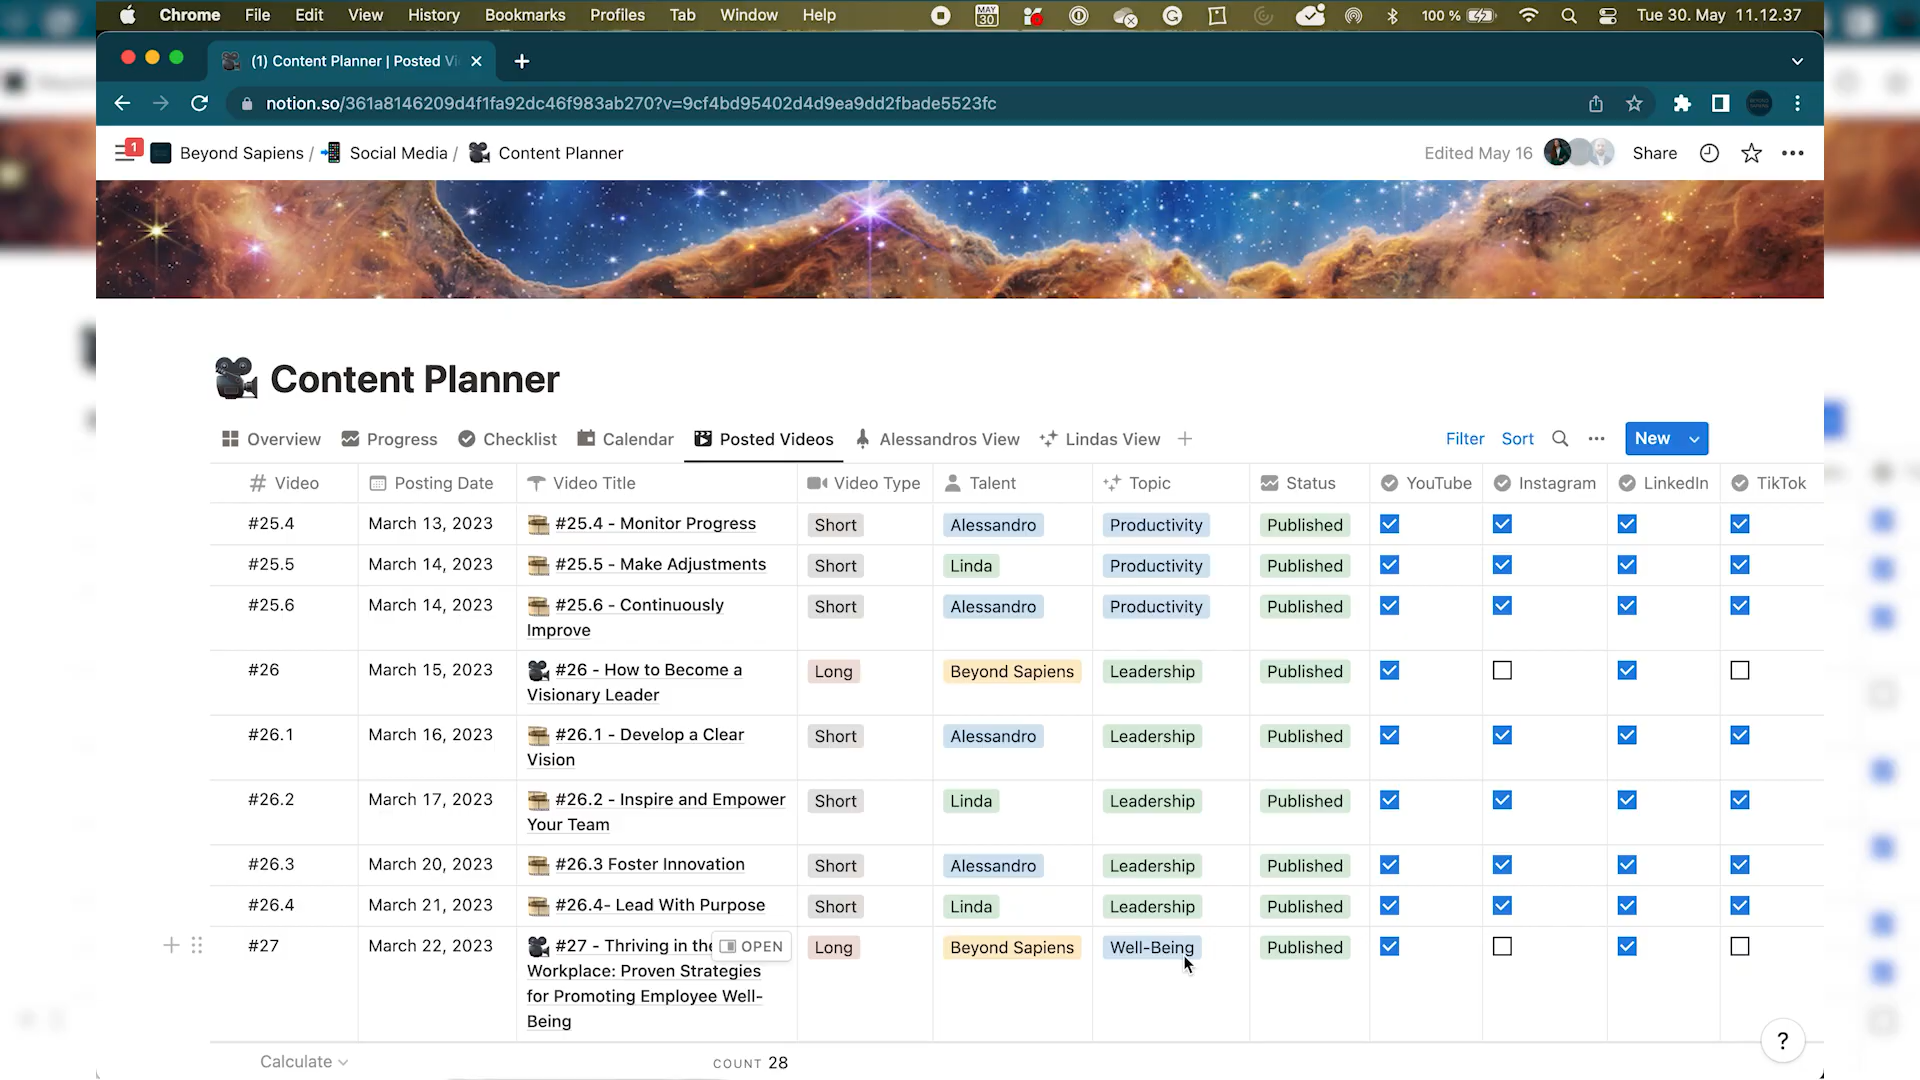 Chrome File Edit View History Bookmarks Profiles Tab Window Help MAY 30 100 % Tue 30. May 11.12.37
(1) Content Planner | Posted Vi
notion.so/361a8146209d4f1fa92dc46f983ab270?v=9cf4bd95402d4d9ea9dd2fbade5523fc
1 Beyond Sapiens / Social Media / Content Planner Edited May 16 Share
Content Planner
Overview Progress Checklist Calendar Posted Videos Alessandros View Lindas View Filter Sort New
# Video Posting Date Video Title Video Type Talent Topic Status YouTube Instagram LinkedIn TikTok
#25.4 March 13, 2023 #25.4 - Monitor Progress Short Alessandro Productivity Published
#25.5 March 14, 2023 #25.5 - Make Adjustments Short Linda Productivity Published
#25.6 March 14, 2023 #25.6 - Continuously Short Alessandro Productivity Published
Improve
#26 March 15, 2023 #26 - How to Become a Long Beyond Sapiens Leadership Published
Visionary Leader
#26.1 March 16, 2023 #26.1 - Develop a Clear Short Alessandro Leadership Published
Vision
#26.2 March 17, 2023 #26.2 - Inspire and Empower Short Linda Leadership Published
Your Team
#26.3 March 20, 2023 #26.3 Foster Innovation Short Alessandro Leadership Published
#26.4 March 21, 2023 #26.4- Lead With Purpose Short Linda Leadership Published
#27 March 22, 2023 #27 - Thriving in the OPEN Long Beyond Sapiens Well-Being Published
Workplace: Proven Strategies
for Promoting Employee Well-
Being
Calculate COUNT 28 ?